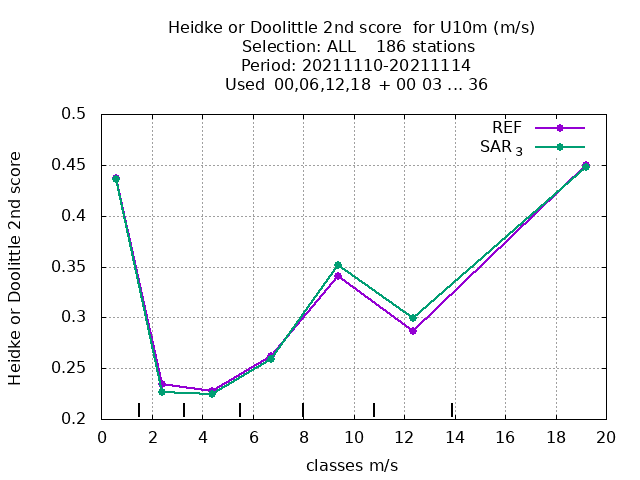 Heidke or Doolittle 2nd score  for U10m (m/s)
Selection: ALL    186 stations
Period: 20211110-20211114
Used  00,06,12,18  + 00 03 ... 36
Heidke or Doolittle 2nd score
0.5
0.45
0.4
0.35
0.3
0.25
0.2
REF
SAR 3
0 2 4 6 8 10 12 14 16 18 20
classes m/s